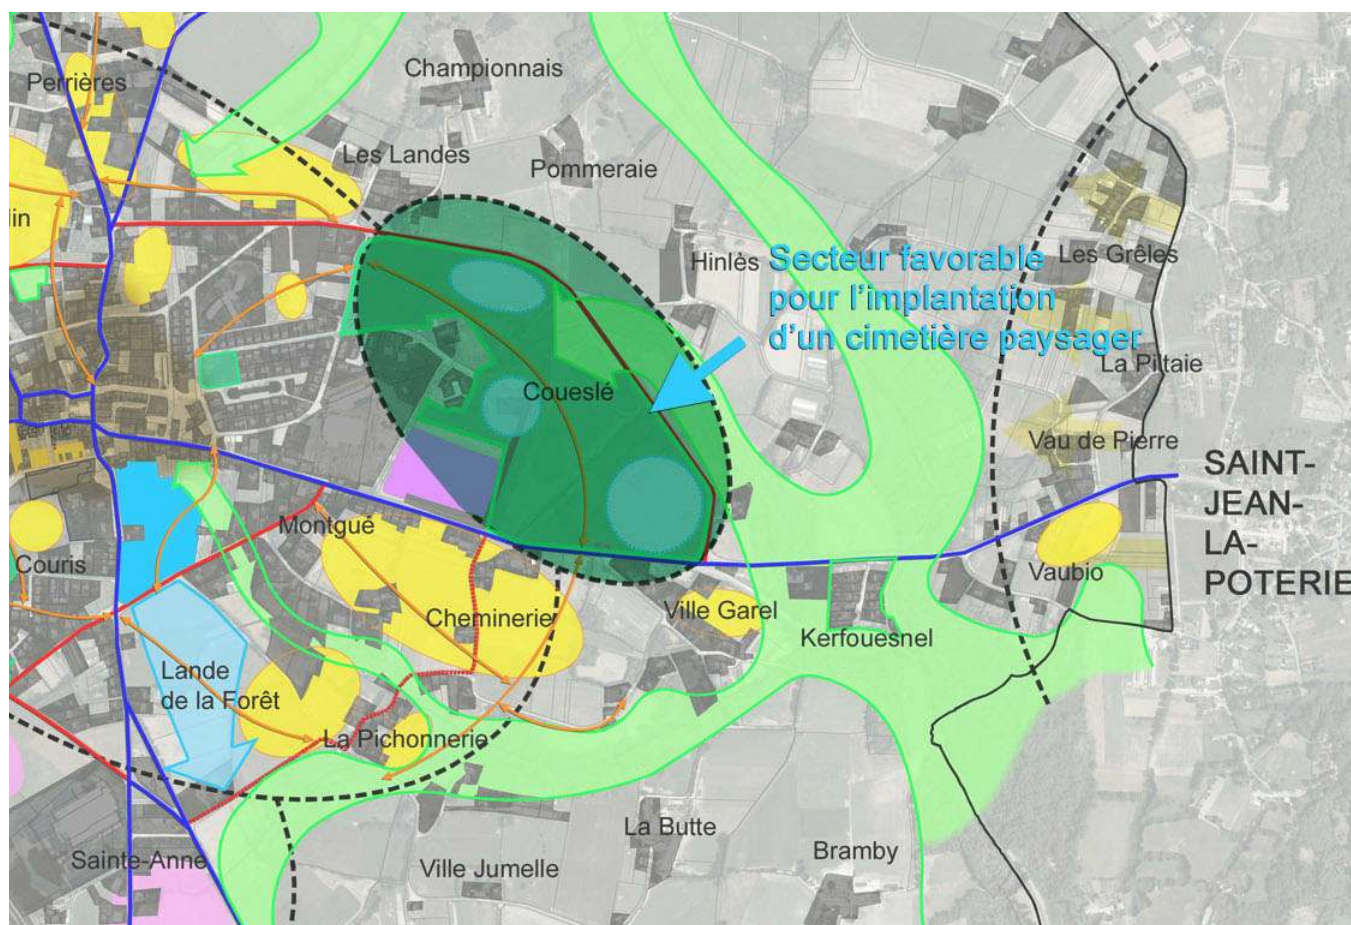 Perrières
Championnais
Les Landes
Pommeraie
lin
Hinlès
Secteur favorable
pour l'implantation
d'un cimetière paysager
Les Grêles
La Piltaie
Coueslé
Vau de Pierre
SAINT-
JEAN-
LA-
POTERIE
Montgué
Couris
Vaubio
Cheminerie
Ville Garel
Kerfouesnel
Lande
de la Forêt
La Pichonnerie
La Butte
Bramby
Sainte-Anne
Ville Jumelle